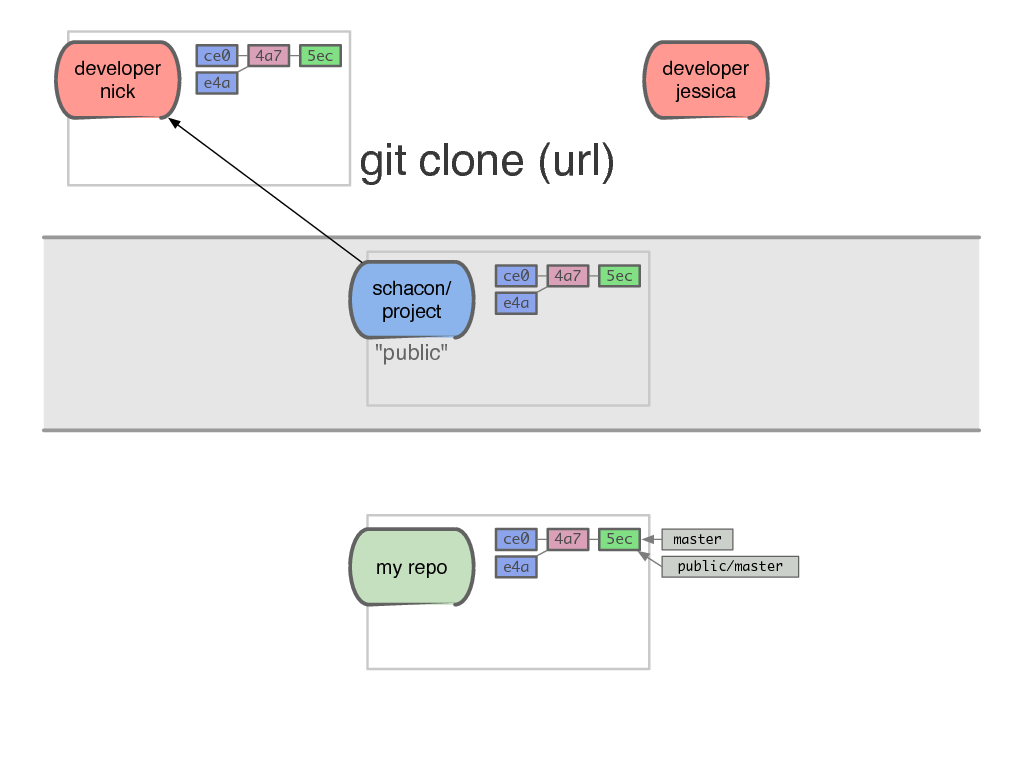 developer
nick
ce0 4a7 5ec
e4a
developer
jessica
git clone (url)
schacon/
project
"public"
ce0 4a7 5ec
e4a
my repo
ce0 4a7 5ec
e4a
master
public/master